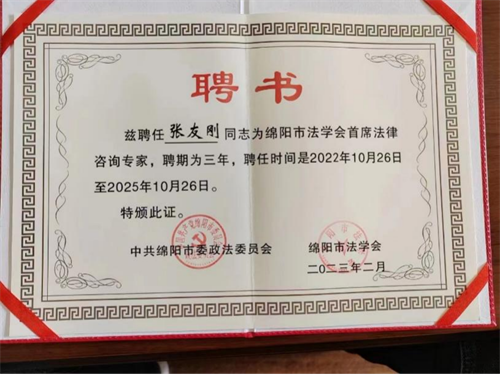 聘书
兹聘任 张友刚 同志为绵阳市法学会首席法律
咨询专家，聘期为三年，聘任时间是2022年10月26日
至2025年10月26日。
特颁此证。
中共绵阳市委政法委员会 绵阳市法学会
二〇二三年二月